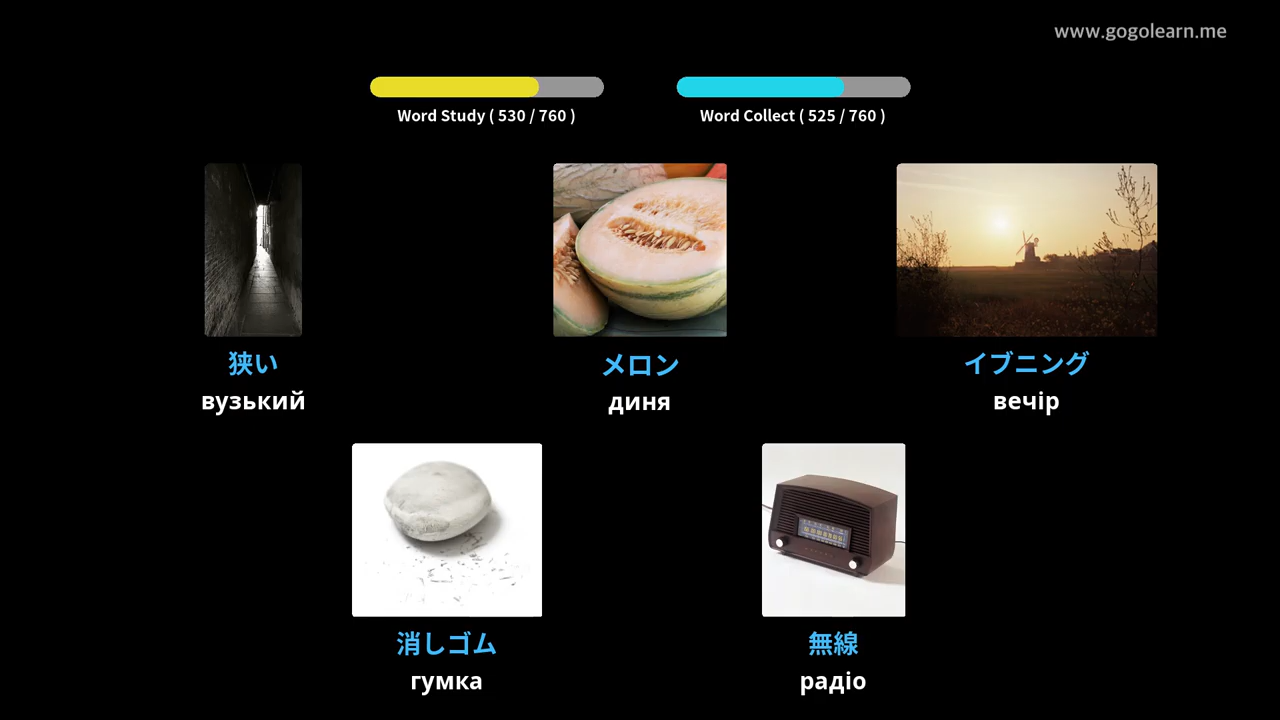 www.gogolearn.me
Word Study ( 530 / 760 )
Word Collect ( 525 / 760 )
狭い
вузький
メロン
диня
イブニング
вечір
消しゴム
гумка
無線
радіо